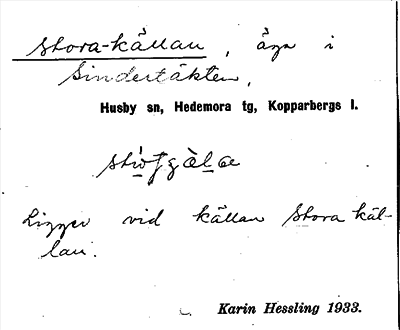 Stora-källan, äga i
Sindertäkten,
Husby sn, Hedemora tg, Kopparbergs l.
Ligger vid källan Stora käl-
lan.
Karin Hessling 1933.